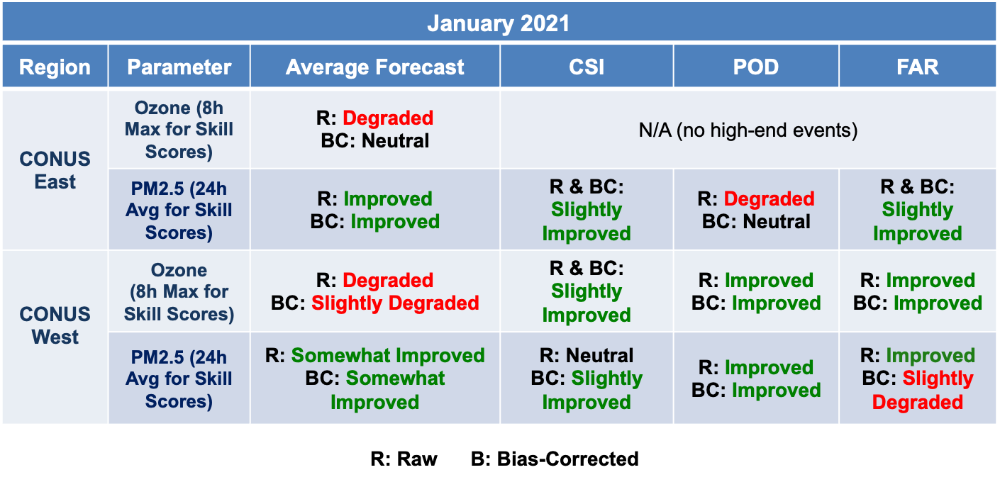 January 2021
Region
Parameter
Average Forecast
CSI
POD
FAR
CONUS
East
Ozone (8h
Max for Skill
Scores)
R: Degraded
BC: Neutral
N/A (no high-end events)
PM2.5 (24h
Avg for Skill
Scores)
R: Improved
BC: Improved
R & BC:
Slightly
Improved
R: Degraded
BC: Neutral
R & BC:
Slightly
Improved
CONUS
West
Ozone
(8h Max for
Skill Scores)
R: Degraded
BC: Slightly Degraded
R & BC:
Slightly
Improved
R: Improved
BC: Improved
R: Improved
BC: Improved
PM2.5 (24h
Avg for Skill
Scores)
R: Somewhat Improved
BC: Somewhat
Improved
R: Neutral
BC: Slightly
Improved
R: Improved
BC: Improved
R: Improved
BC: Slightly
Degraded
R: Raw B: Bias-Corrected